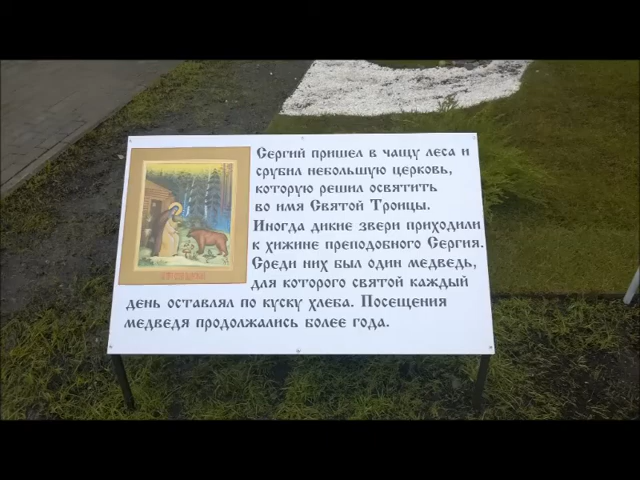 Сергий пришел в чащу леса и
срубил небольшую церковь,
которую решил освятить
во имя Святой Троицы.
Иногда дикие звери приходили
к хижине преподобного Сергия.
Среди них был один медведь,
для которого святой каждый
день оставлял по куску хлеба. Посещения
медведя продолжались более года.